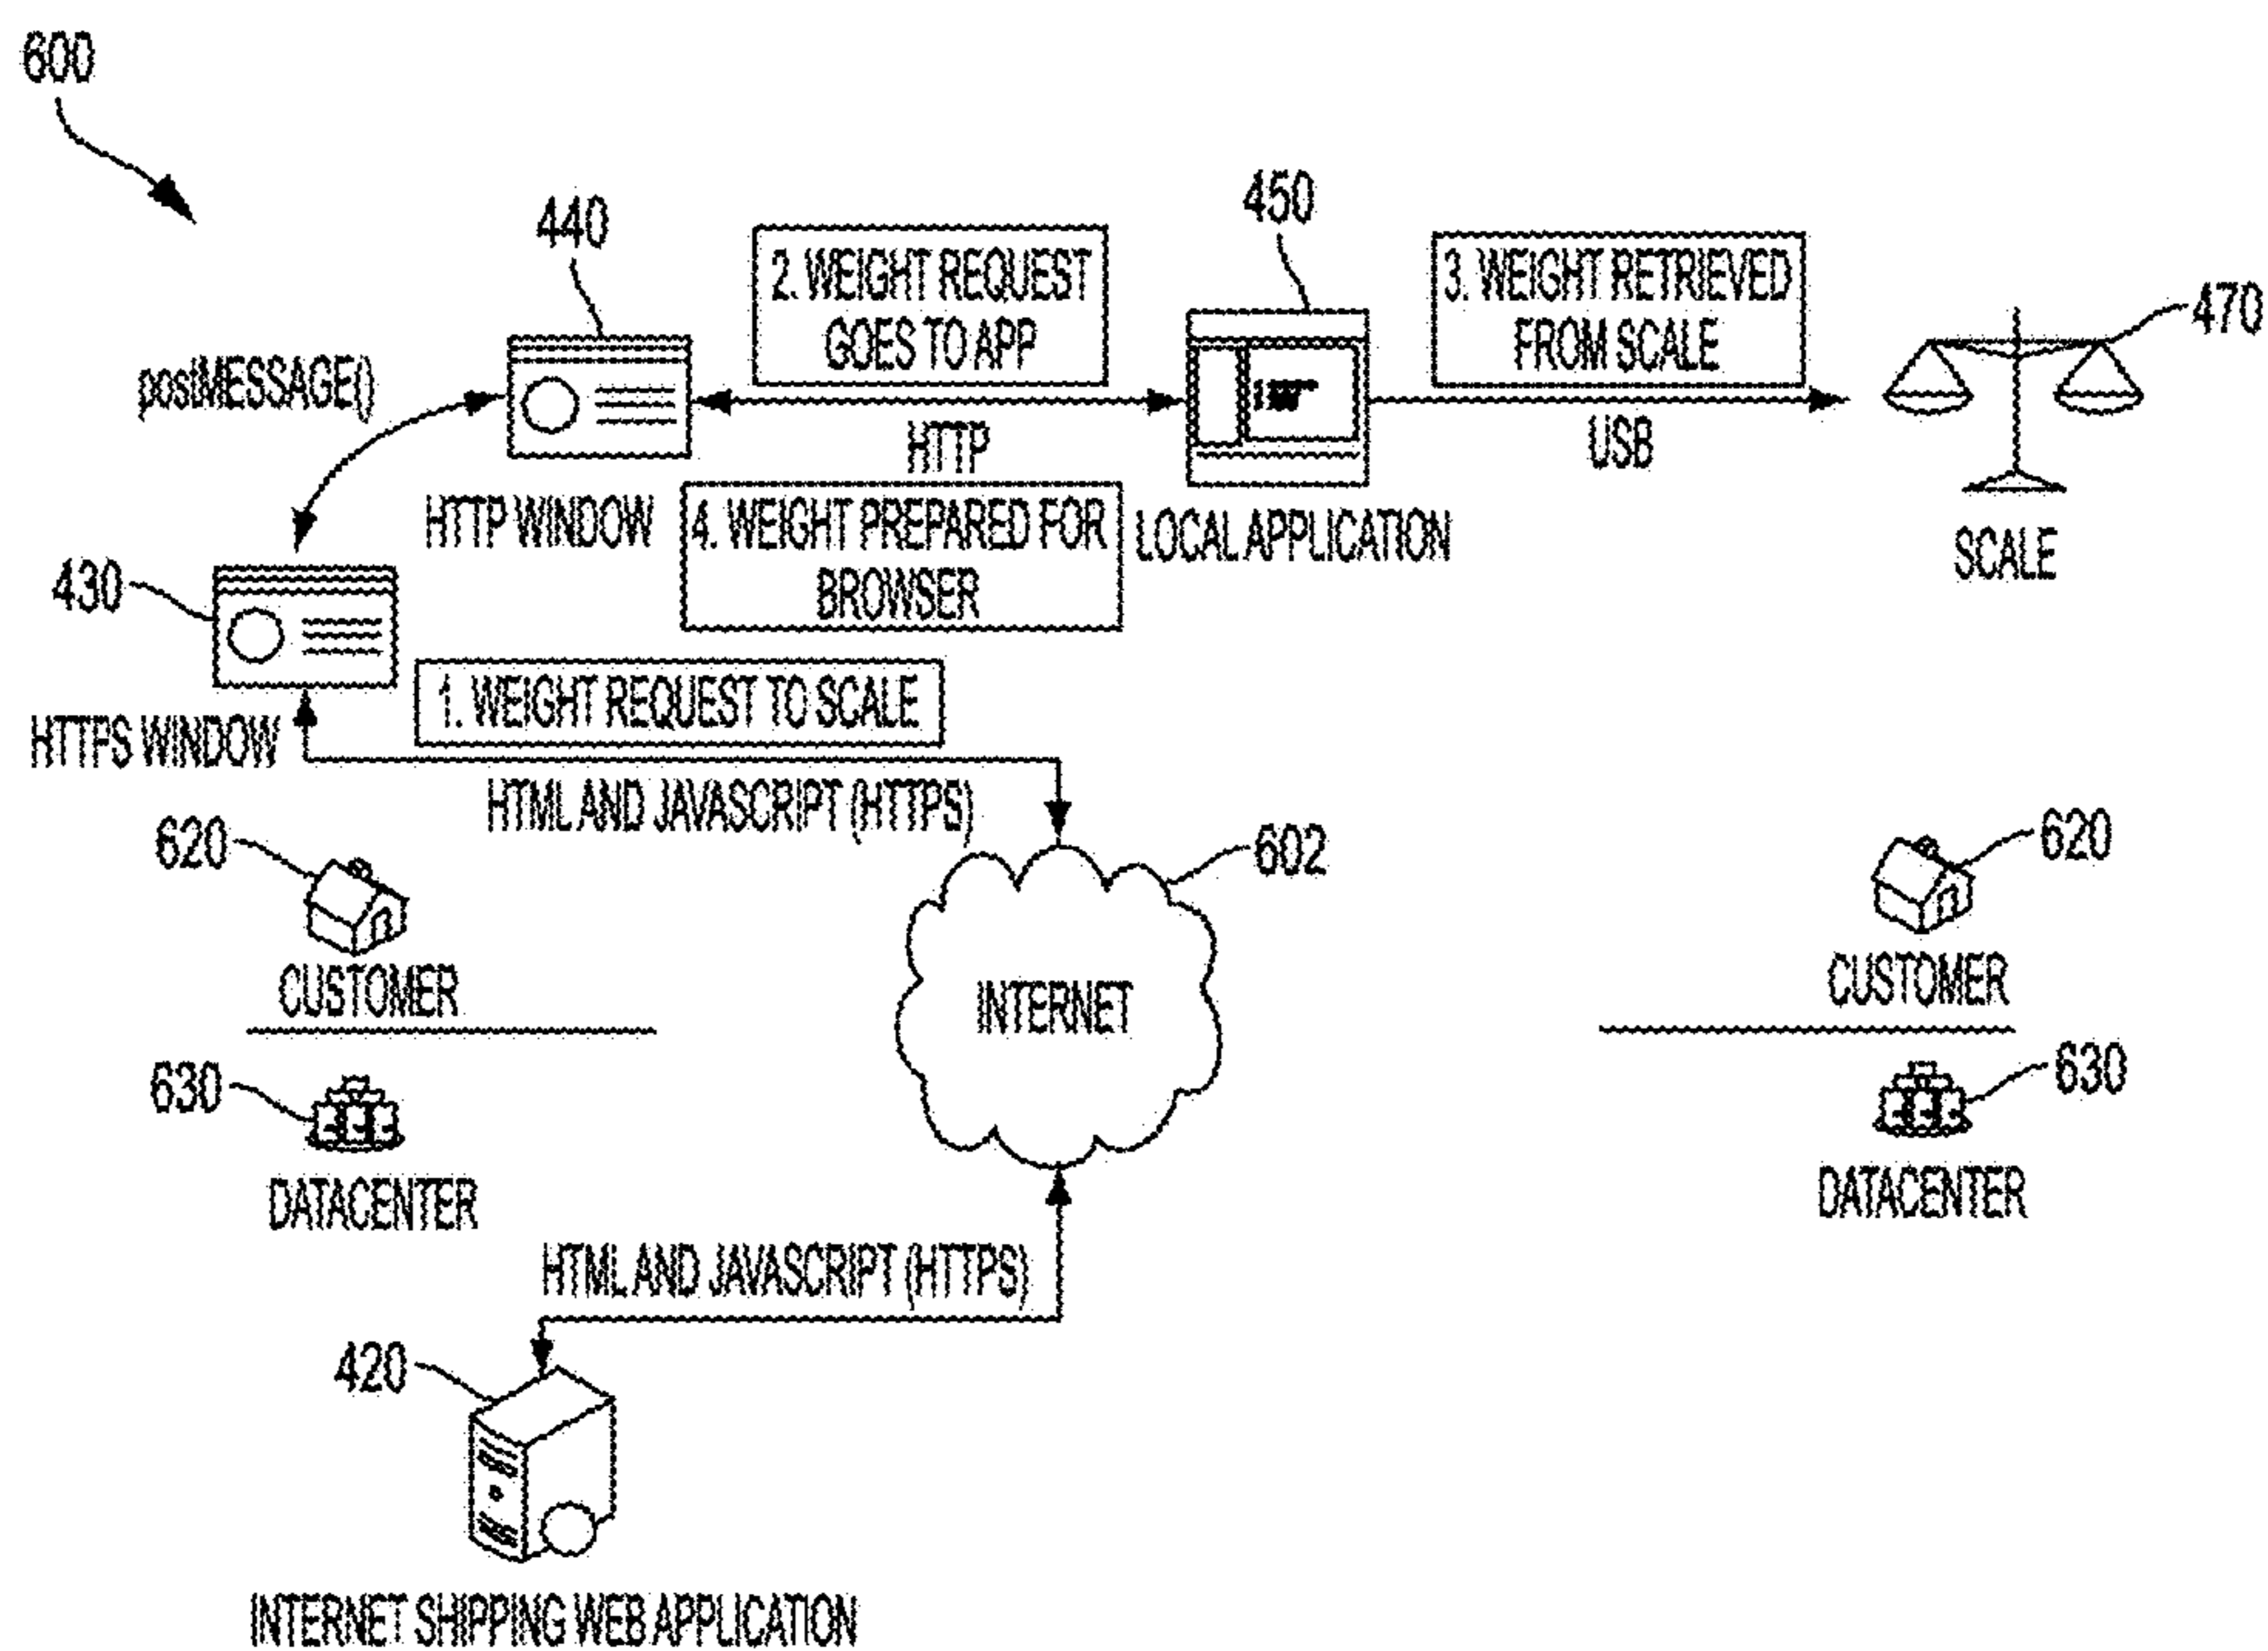 600
440
450
2. WEIGHT REQUEST
GOES TO APP
3. WEIGHT RETRIEVED
FROM SCALE
470
postMESSAGE()
HTTP
USB
HTTP WINDOW
4. WEIGHT PREPARED FOR
BROWSER
LOCAL APPLICATION
SCALE
430
1. WEIGHT REQUEST TO SCALE
HTTPS WINDOW
HTML AND JAVASCRIPT (HTTPS)
620
602
620
CUSTOMER
INTERNET
CUSTOMER
630
630
DATACENTER
DATACENTER
HTML AND JAVASCRIPT (HTTPS)
420
INTERNET SHIPPING WEB APPLICATION